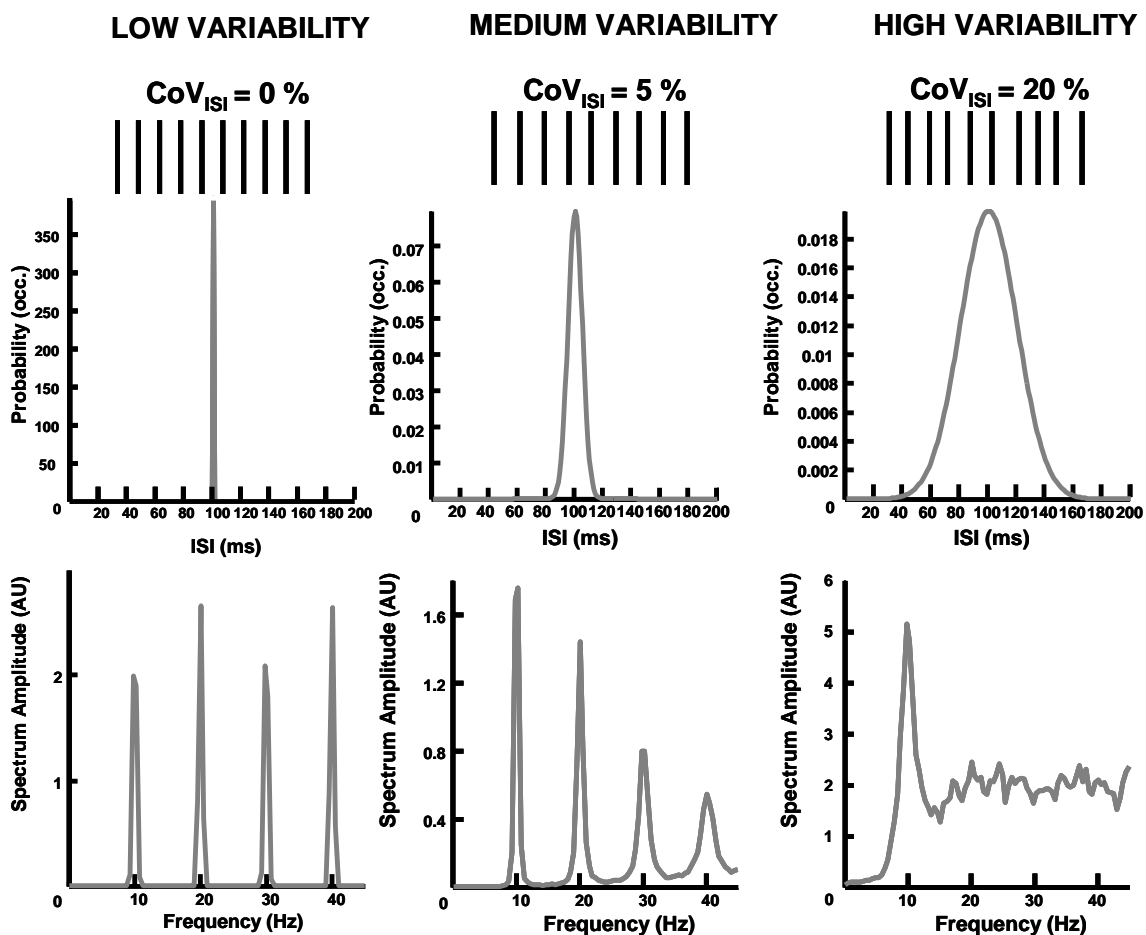 LOW VARIABILITY
MEDIUM VARIABILITY
HIGH VARIABILITY
CoVISI = 0 %
CoVISI = 5 %
CoVISI = 20 %
Probability (occ.)
350
300
250
200
150
100
50
0
20 40 60 80 100 120 140 160 180 200
ISI (ms)
Probability (occ.)
0.07
0.06
0.05
0.04
0.03
0.02
0.01
0
20 40 60 80 100 120 140 160 180 200
ISI (ms)
Probability (occ.)
0.018
0.016
0.014
0.012
0.01
0.008
0.006
0.004
0.002
0
20 40 60 80 100 120 140 160 180 200
ISI (ms)
Spectrum Amplitude (AU)
2
1
0
10 20 30 40
Frequency (Hz)
Spectrum Amplitude (AU)
1.6
1.2
0.8
0.4
0
10 20 30 40
Frequency (Hz)
Spectrum Amplitude (AU)
6
5
4
3
2
1
0
10 20 30 40
Frequency (Hz)